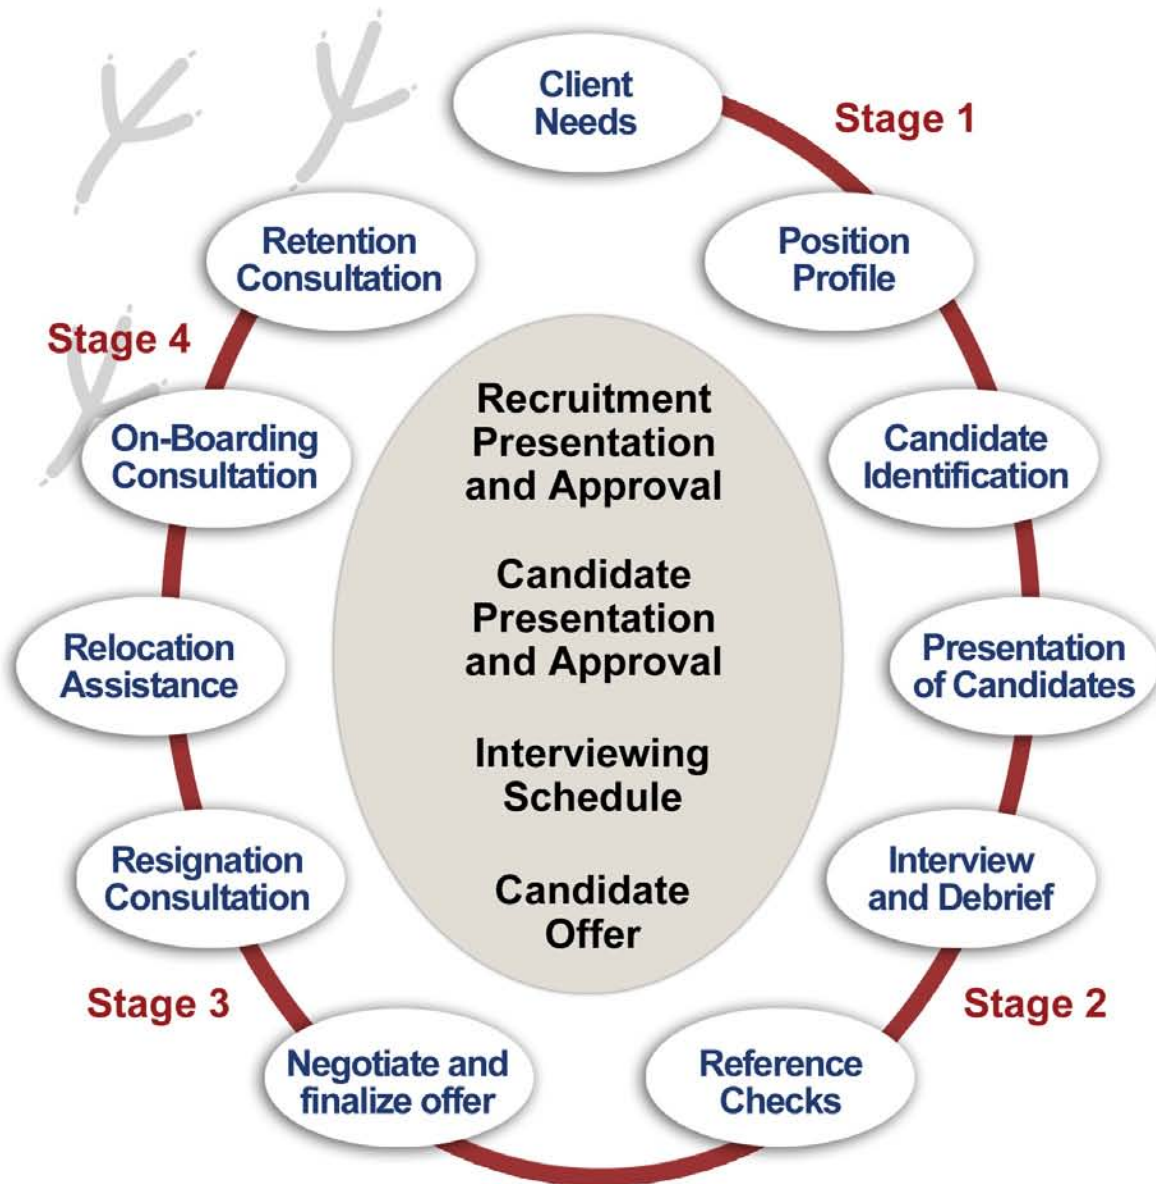 Client
Needs
Stage 1
Position
Profile
Candidate
Identification
Presentation
of Candidates
Interview
and Debrief
Stage 2
Reference
Checks
Negotiate and
finalize offer
Stage 3
Resignation
Consultation
Relocation
Assistance
On-Boarding
Consultation
Stage 4
Retention
Consultation
Recruitment
Presentation
and Approval
Candidate
Presentation
and Approval
Interviewing
Schedule
Candidate
Offer